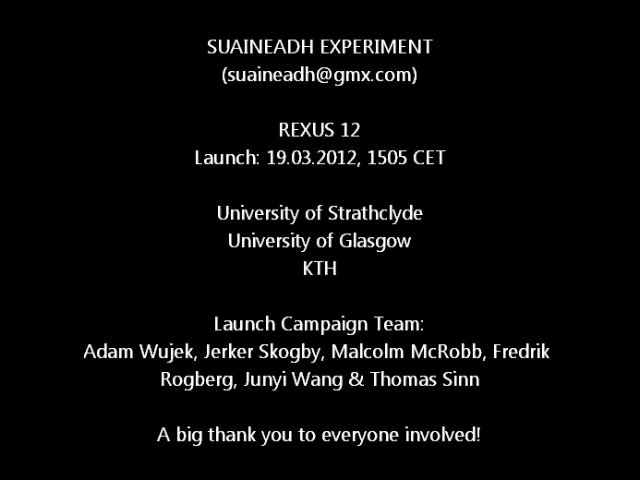 SUAINEADH EXPERIMENT
(suaineadh@gmx.com)
REXUS 12
Launch: 19.03.2012, 1505 CET
University of Strathclyde
University of Glasgow
KTH
Launch Campaign Team:
Adam Wujek, Jerker Skogby, Malcolm McRobb, Fredrik
Rogberg, Junyi Wang & Thomas Sinn
A big thank you to everyone involved!